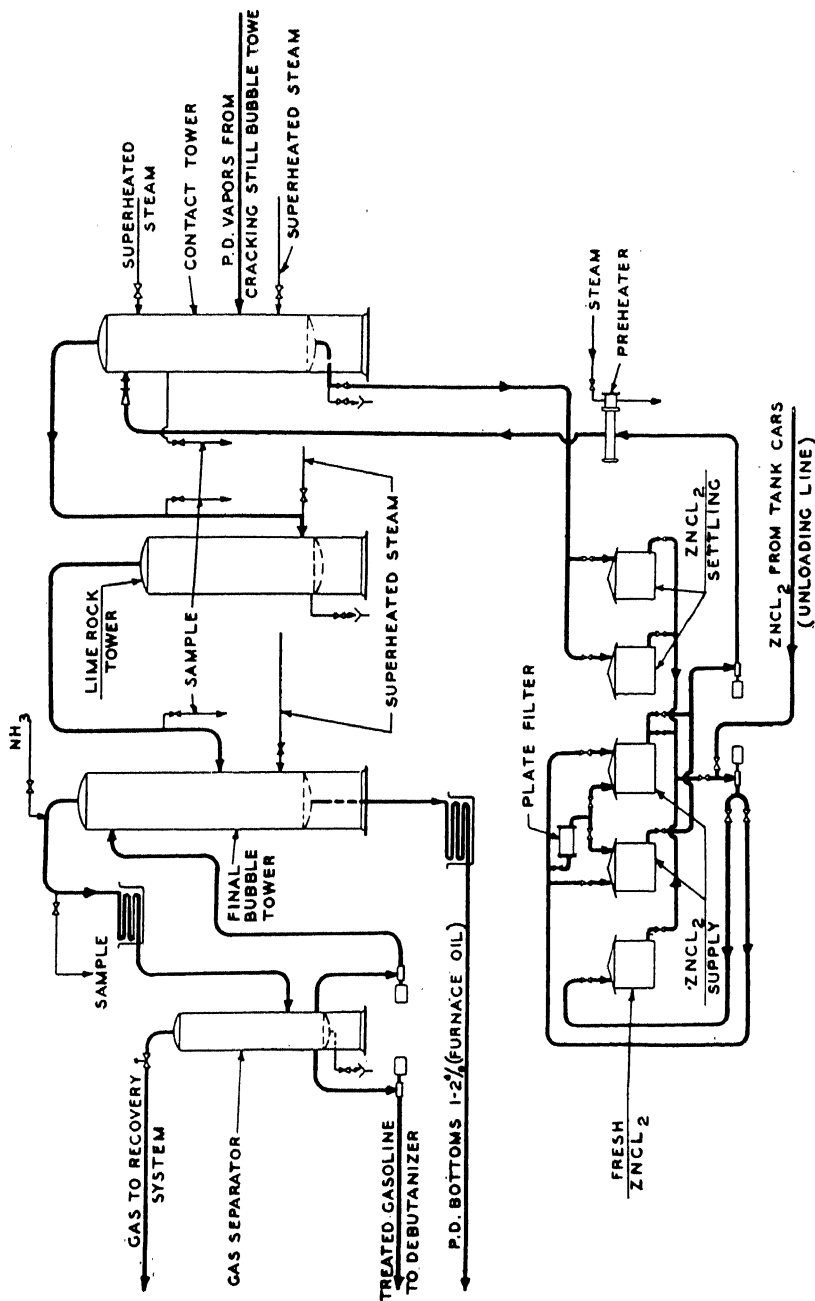 SUPERHEATED
STEAM
CONTACT TOWER
P.D. VAPORS FROM
CRACKING STILL BUBBLE TOWE
SUPERHEATED STEAM
LIME ROCK
TOWER
SAMPLE
SUPERHEATED STEAM
NH3
FINAL
BUBBLE
TOWER
SAMPLE
GAS TO RECOVERY
SYSTEM
GAS SEPARATOR
TREATED GASOLINE
TO DEBUTANIZER
P.D. BOTTOMS 1-2% (FURNACE OIL)
STEAM
PREHEATER
ZNCL2
SETTLING
ZNCL2 FROM TANK CARS
(UNLOADING LINE)
PLATE FILTER
ZNCL2
SUPPLY
FRESH
ZNCL2